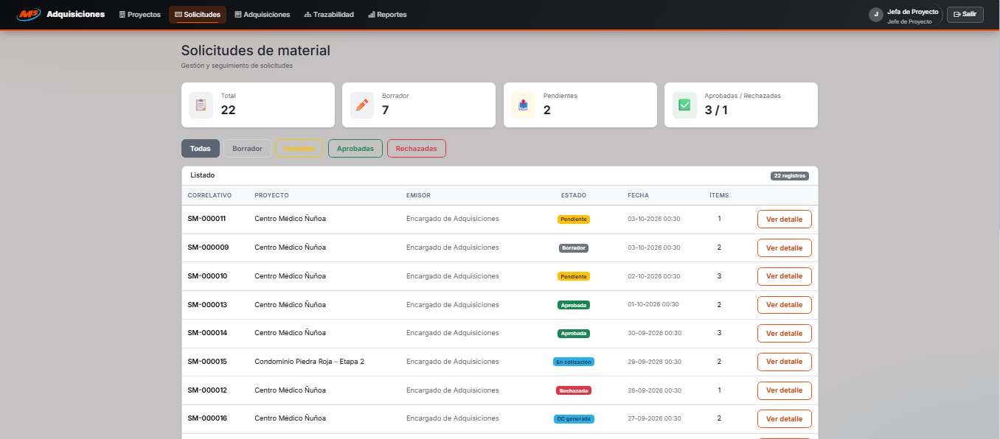 M5 Adquisiciones Proyectos Solicitudes Adquisiciones Trazabilidad Reportes J Jefa de Proyecto Salir
Jefe de Proyecto
Solicitudes de material
Gestión y seguimiento de solicitudes
Total Borrador Pendientes Aprobadas / Rechazadas
22 7 2 3 / 1
Todas Borrador Enviadas Aprobadas Rechazadas
Listado 22 registros
CORRELATIVO PROYECTO EMISOR ESTADO FECHA ÍTEMS
SM-000011 Centro Médico Ñuñoa Encargado de Adquisiciones Pendiente 03-10-2026 00:30 1 Ver detalle
SM-000009 Centro Médico Ñuñoa Encargado de Adquisiciones Borrador 03-10-2026 00:30 2 Ver detalle
SM-000010 Centro Médico Ñuñoa Encargado de Adquisiciones Pendiente 02-10-2026 00:30 3 Ver detalle
SM-000013 Centro Médico Ñuñoa Encargado de Adquisiciones Aprobada 01-10-2026 00:30 2 Ver detalle
SM-000014 Centro Médico Ñuñoa Encargado de Adquisiciones Aprobada 30-09-2026 00:30 3 Ver detalle
SM-000015 Condominio Piedra Roja – Etapa 2 Encargado de Adquisiciones En cotización 29-09-2026 00:30 2 Ver detalle
SM-000012 Centro Médico Ñuñoa Encargado de Adquisiciones Rechazada 28-09-2026 00:30 1 Ver detalle
SM-000016 Centro Médico Ñuñoa Encargado de Adquisiciones OC generada 27-09-2026 00:30 2 Ver detalle